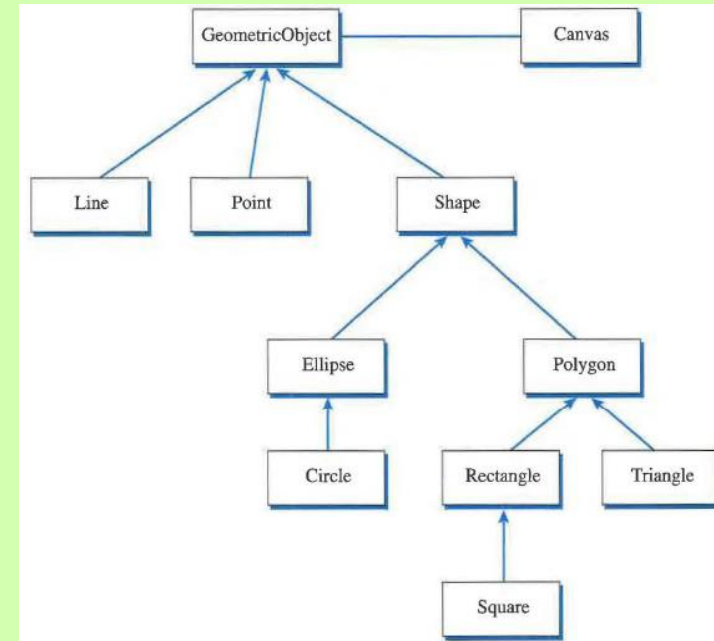 GeometricObject
Canvas
Line
Point
Shape
Ellipse
Polygon
Circle
Rectangle
Triangle
Square